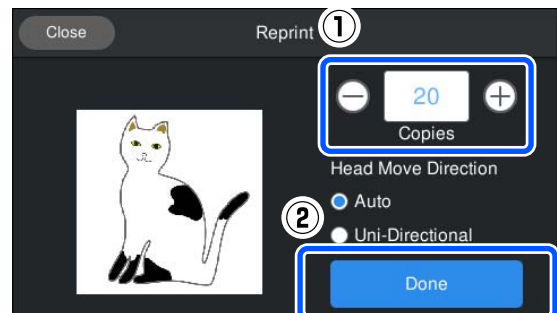 Close
Reprint
①
20
Copies
Head Move Direction
Auto
②
Uni-Directional
Done